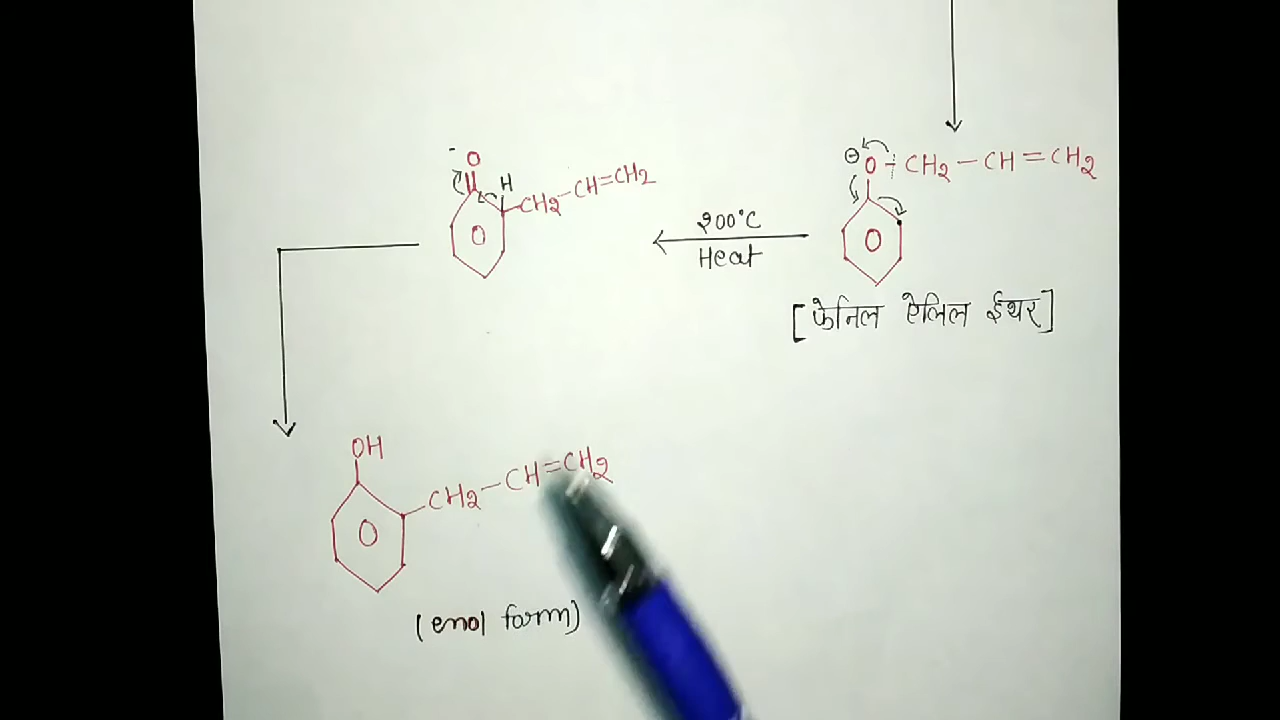 ⊖ O CH2 — CH = CH2
[फेनिल ऐलिल ईथर]
200°C
Heat
- O
H
CH2 — CH = CH2
OH
CH2 — CH = CH2
(enol form)